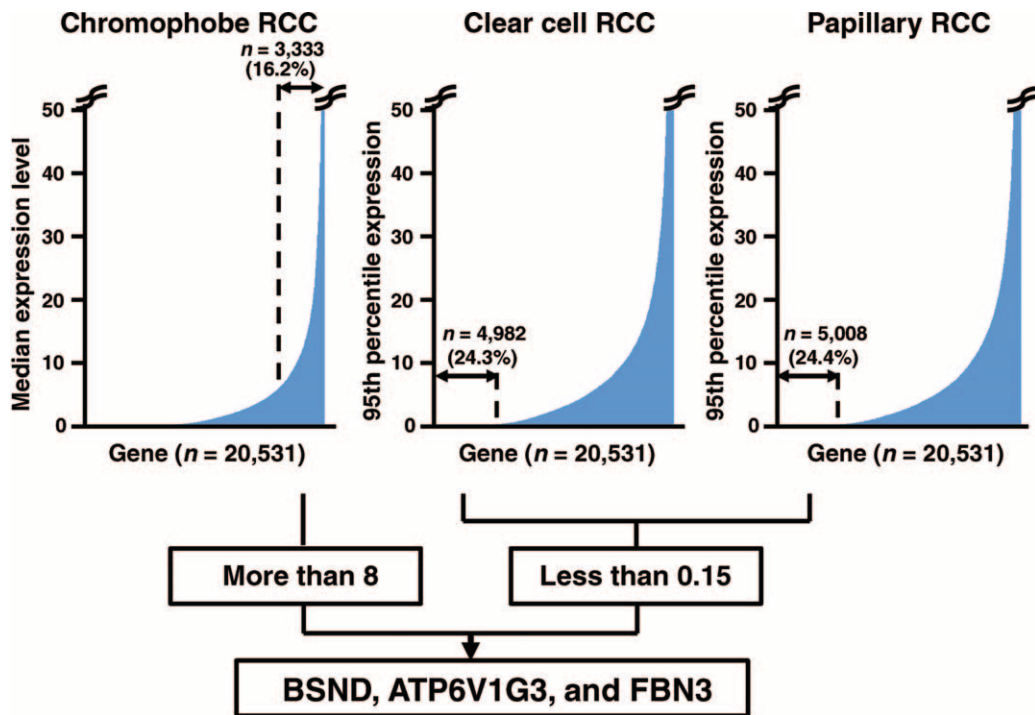 Chromophobe RCC
n = 3,333
(16.2%)
Median expression level
50
40
30
20
10
0
Gene (n = 20,531)
Clear cell RCC
95th percentile expression
50
40
30
20
10
0
n = 4,982
(24.3%)
Gene (n = 20,531)
Papillary RCC
95th percentile expression
50
40
30
20
10
0
n = 5,008
(24.4%)
Gene (n = 20,531)
More than 8
Less than 0.15
BSND, ATP6V1G3, and FBN3